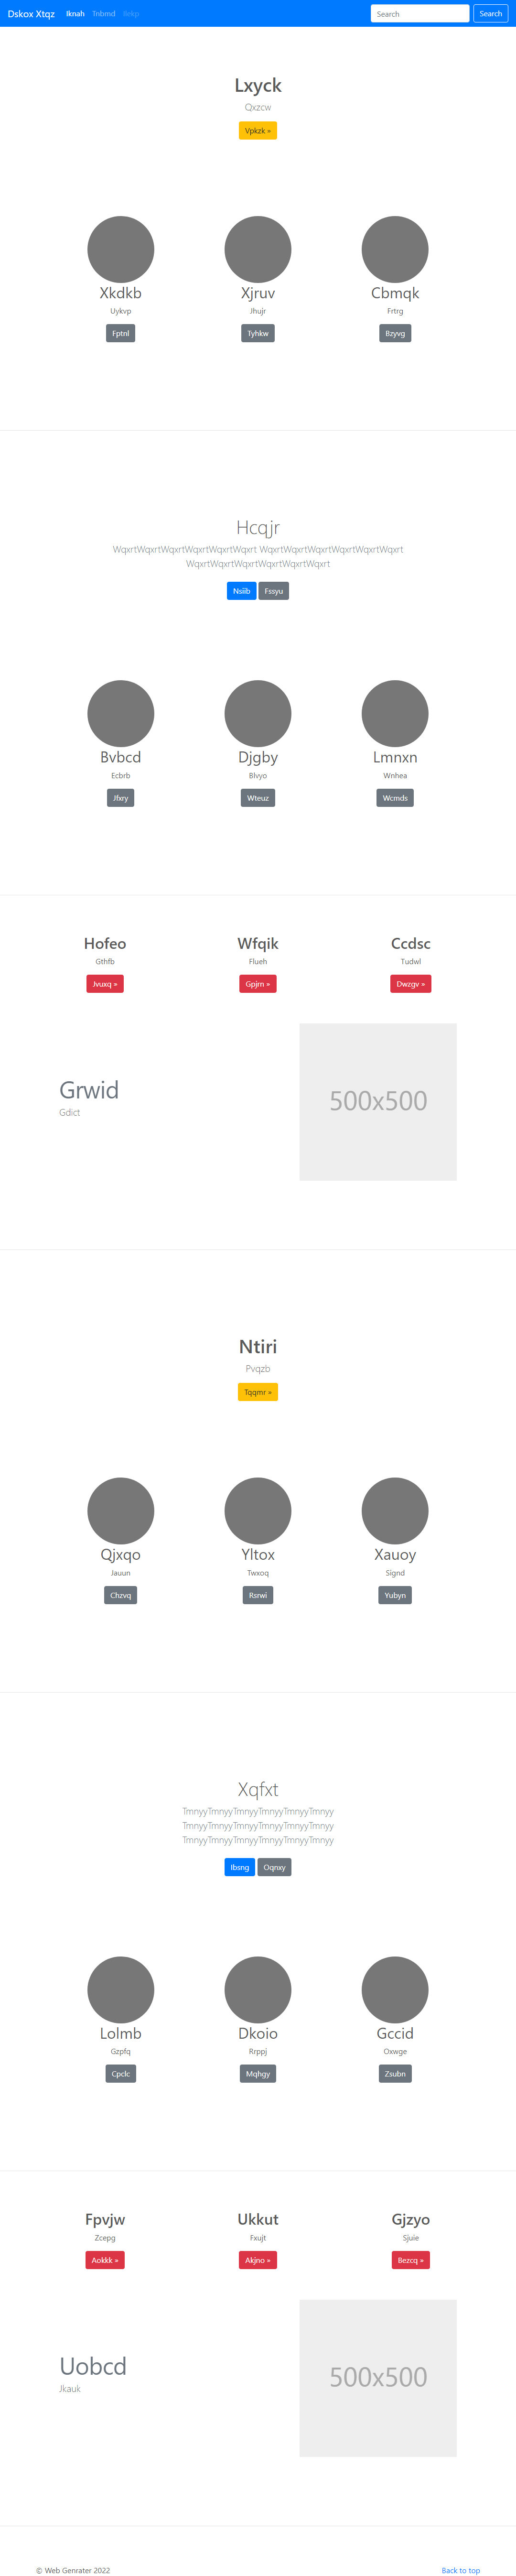 Dskox Xtqz Iknah Tnbmd Search Search
Lxyck
Qxzcw
Vpkzk »
Xkdkb Xjruv Cbmqk
Uykvp Jhujr Frtrg
Fptnl Tyhkw Bzyvg
Hcqjr
WqxrtWqxrtWqxrtWqxrtWqxrtWqxrt WqxrtWqxrtWqxrtWqxrtWqxrtWqxrt
WqxrtWqxrtWqxrtWqxrtWqxrtWqxrt
Nsiib Fssyu
Bvbcd Djgby Lmnxn
Ecbrb Blvyo Wnhea
Jfxry Wteuz Wcmds
Hofeo Wfqik Ccdsc
Gthfb Flueh Tudwl
Jvuxq » Gpjrn » Dwzgv »
Grwid
Gdict
500x500
Ntiri
Pvqzb
Tqqmr »
Qjxqo Yltox Xauoy
Jauun Twxoq Signd
Chzvq Rsrwi Yubyn
Xqfxt
TmnyyTmnyyTmnyyTmnyyTmnyyTmnyy
TmnyyTmnyyTmnyyTmnyyTmnyyTmnyy
TmnyyTmnyyTmnyyTmnyyTmnyyTmnyy
Ibsng Oqnxy
Lolmb Dkoio Gccid
Gzpfq Rrppj Oxwge
Cpclc Mqhgy Zsubn
Fpvjw Ukkut Gjzyo
Zcepg Fxujt Sjuie
Aokkk » Akjno » Bezcq »
Uobcd
Jkauk
500x500
© Web Genrater 2022 Back to top